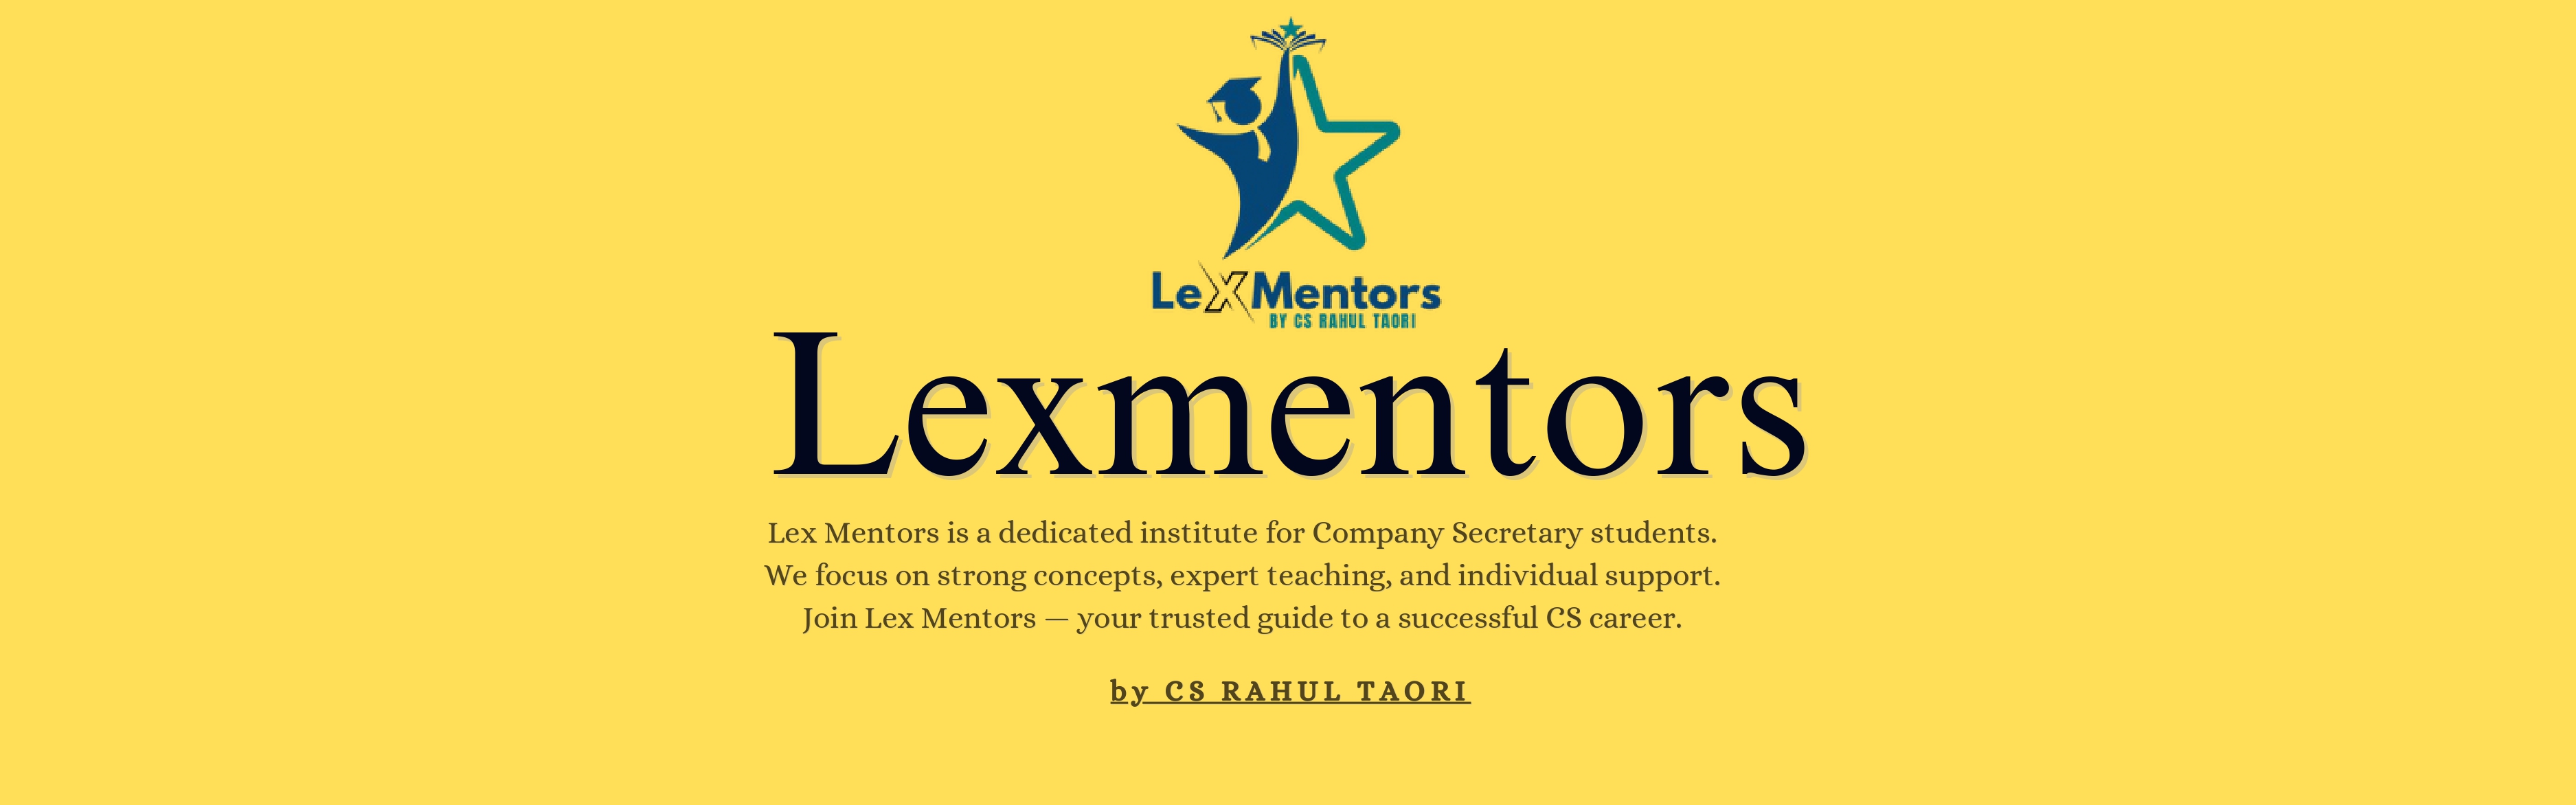 LeXMentors
BY CS RAHUL TAORI
Lexmentors
Lex Mentors is a dedicated institute for Company Secretary students.
We focus on strong concepts, expert teaching, and individual support.
Join Lex Mentors — your trusted guide to a successful CS career.
by CS RAHUL TAORI